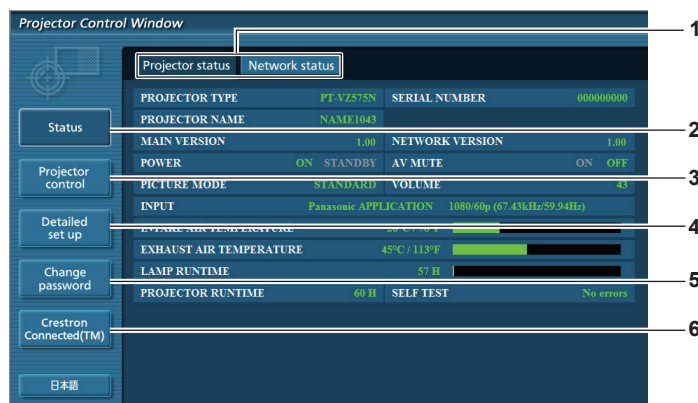 Projector Control Window
1
Projector status Network status
PROJECTOR TYPE PT-VZ575N SERIAL NUMBER 000000000
PROJECTOR NAME NAME1043
Status
2
MAIN VERSION 1.00 NETWORK VERSION 1.00
POWER ON STANDBY AV MUTE ON OFF
Projector control
3
PICTURE MODE STANDARD VOLUME 43
INPUT Panasonic APPLICATION 1080/60p (67.43kHz/59.94Hz)
Detailed set up
4
INTAKE AIR TEMPERATURE
EXHAUST AIR TEMPERATURE 45°C / 113°F
Change password
5
LAMP RUNTIME 57 H
PROJECTOR RUNTIME 60 H SELF TEST No errors
Crestron Connected(TM)
6
日本語